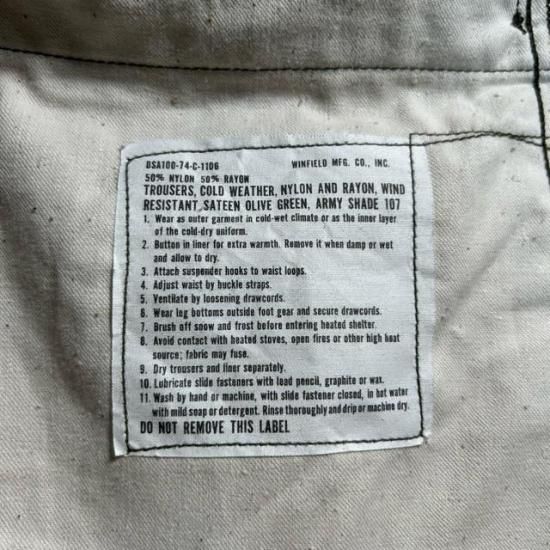 DSA100-74-C-1106 WINFIELD MFG. CO., INC.
50% NYLON 50% RAYON
TROUSERS, COLD WEATHER, NYLON AND RAYON, WIND
RESISTANT, SATEEN OLIVE GREEN, ARMY SHADE 107
1. Wear as outer garment in cold-wet climate or as the inner layer
of the cold-dry uniform.
2. Button in liner for extra warmth. Remove it when damp or wet
and allow to dry.
3. Attach suspender hooks to waist loops.
4. Adjust waist by buckle straps.
5. Ventilate by loosening drawcords.
6. Wear leg bottoms outside foot gear and secure drawcords.
7. Brush off snow and frost before entering heated shelter.
8. Avoid contact with heated stoves, open fires or other high heat
source; fabric may fuse.
9. Dry trousers and liner separately.
10. Lubricate slide fasteners with lead pencil, graphite or wax.
11. Wash by hand or machine, with slide fastener closed, in hot water
with mild soap or detergent. Rinse thoroughly and drip or machine dry.
DO NOT REMOVE THIS LABEL